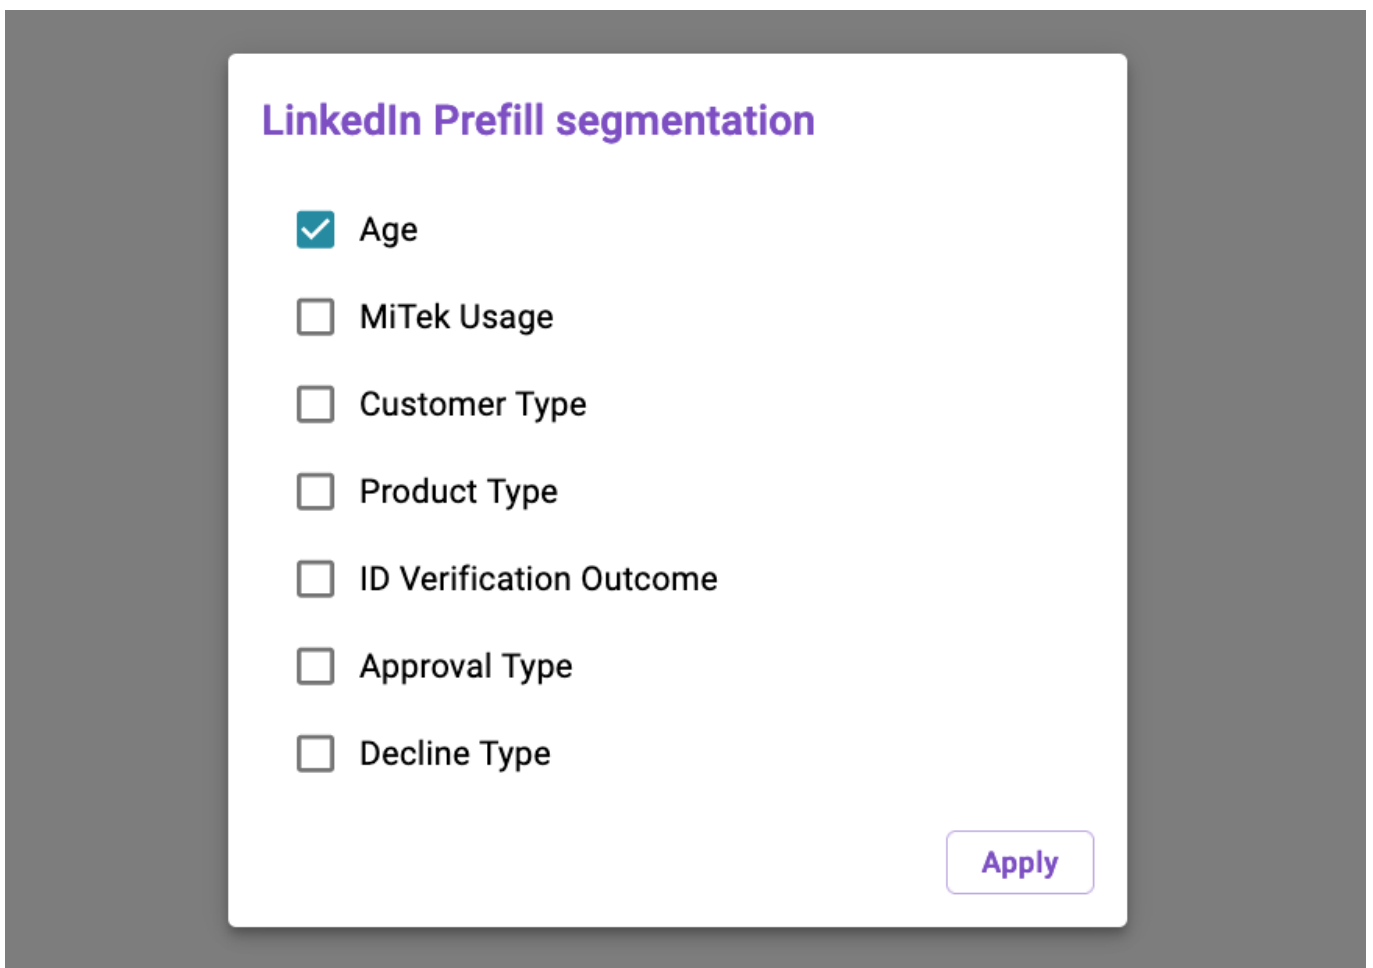 LinkedIn Prefill segmentation
Age
MiTek Usage
Customer Type
Product Type
ID Verification Outcome
Approval Type
Decline Type
Apply